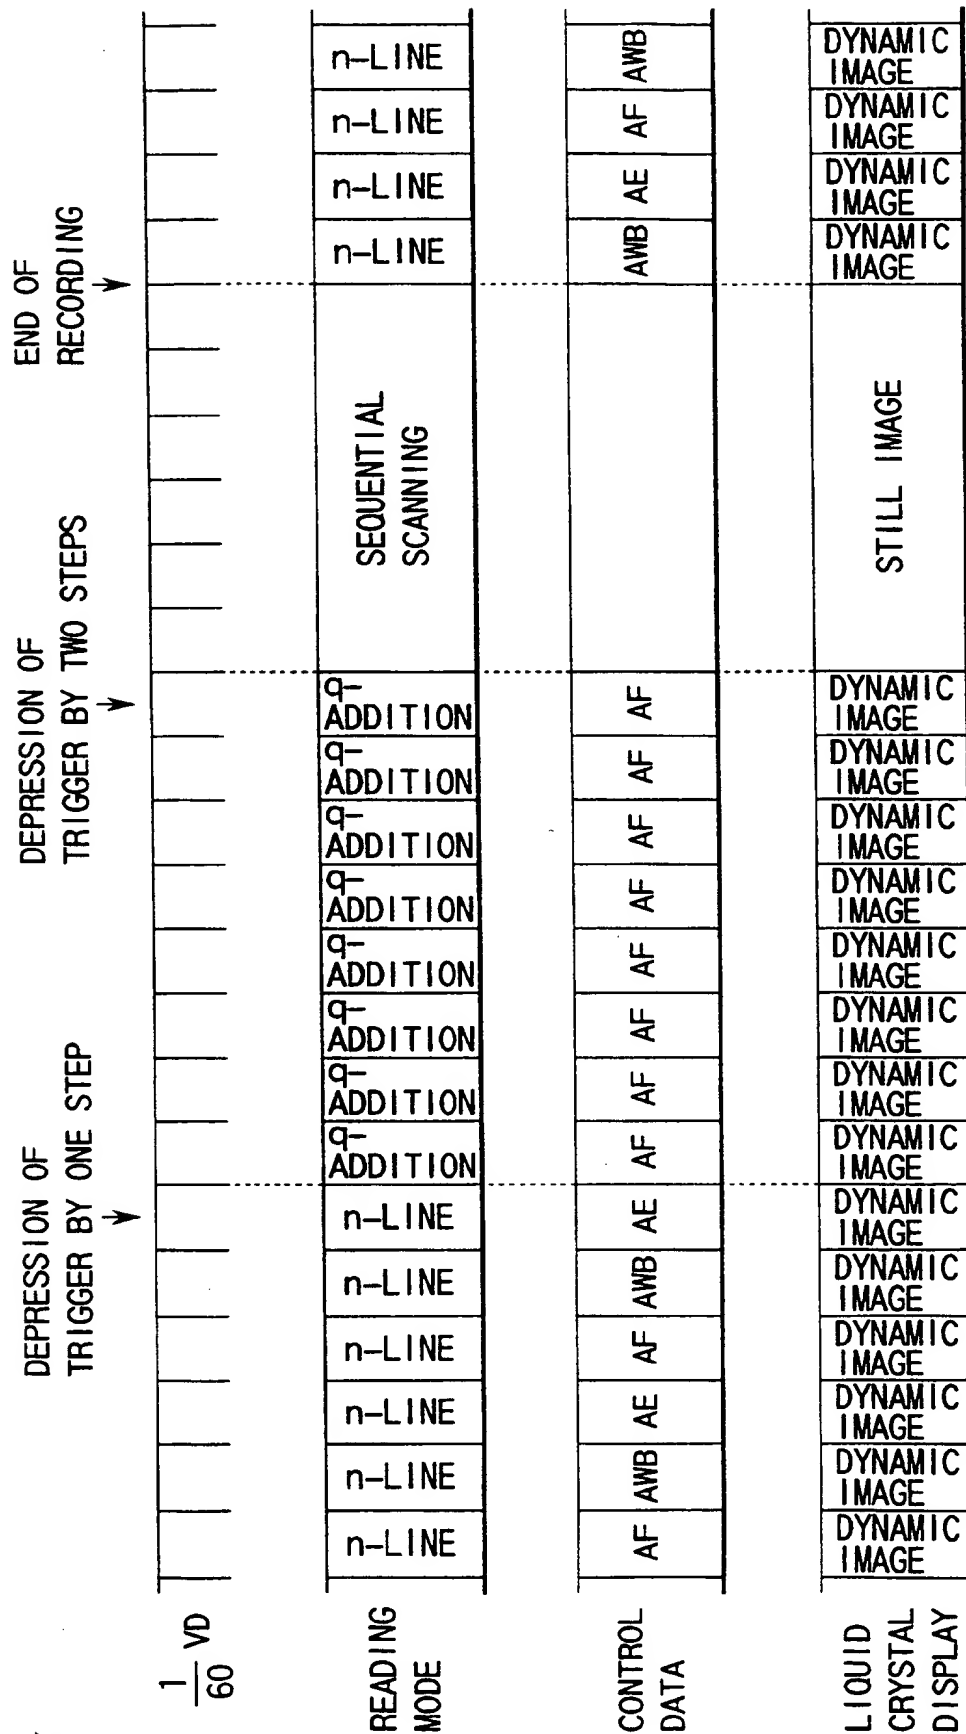 DEPRESSION OF
TRIGGER BY ONE STEP
DEPRESSION OF
TRIGGER BY TWO STEPS
END OF
RECORDING
1
60
VD
READING
MODE
n-LINE
n-LINE
n-LINE
n-LINE
n-LINE
n-LINE
q-
ADDITION
q-
ADDITION
q-
ADDITION
q-
ADDITION
q-
ADDITION
q-
ADDITION
q-
ADDITION
q-
ADDITION
SEQUENTIAL
SCANNING
n-LINE
n-LINE
n-LINE
n-LINE
CONTROL
DATA
AF
AWB
AE
AF
AWB
AE
AF
AF
AF
AF
AF
AF
AF
AF
AWB
AE
AF
AWB
LIQUID
CRYSTAL
DISPLAY
DYNAMIC
IMAGE
DYNAMIC
IMAGE
DYNAMIC
IMAGE
DYNAMIC
IMAGE
DYNAMIC
IMAGE
DYNAMIC
IMAGE
DYNAMIC
IMAGE
DYNAMIC
IMAGE
DYNAMIC
IMAGE
DYNAMIC
IMAGE
DYNAMIC
IMAGE
DYNAMIC
IMAGE
DYNAMIC
IMAGE
DYNAMIC
IMAGE
STILL IMAGE
DYNAMIC
IMAGE
DYNAMIC
IMAGE
DYNAMIC
IMAGE
DYNAMIC
IMAGE